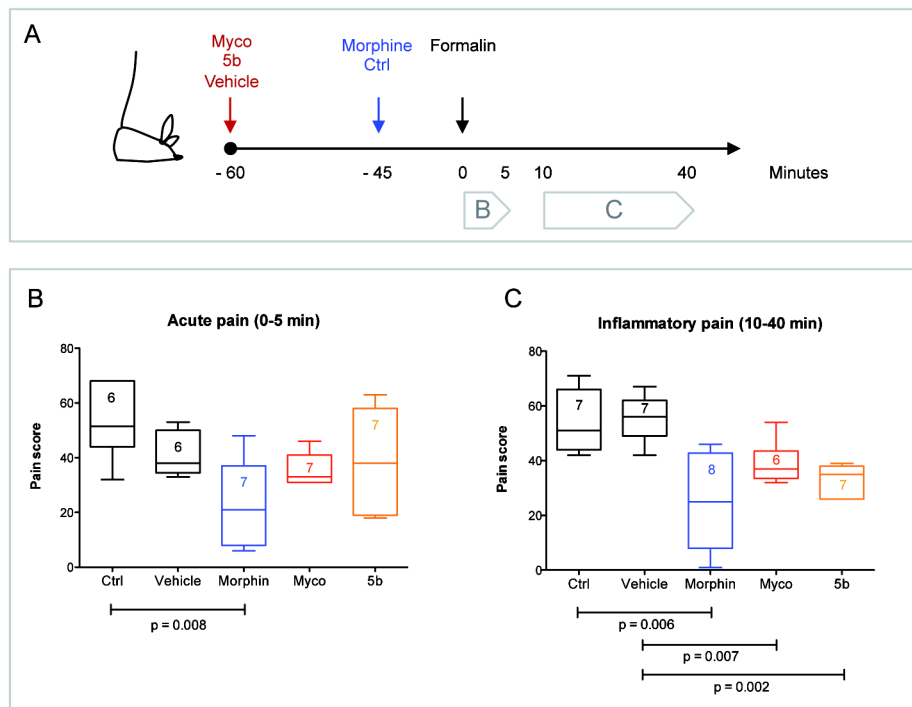 A
Myco
5b
Vehicle
Morphine
Ctrl
Formalin
- 60
- 45
0
5
10
40
Minutes
B
C
B
Acute pain (0-5 min)
Pain score
80
60
40
20
0
6
6
7
7
7
Ctrl
Vehicle
Morphin
Myco
5b
p = 0.008
C
Inflammatory pain (10-40 min)
Pain score
80
60
40
20
0
7
7
8
6
7
Ctrl
Vehicle
Morphin
Myco
5b
p = 0.006
p = 0.007
p = 0.002